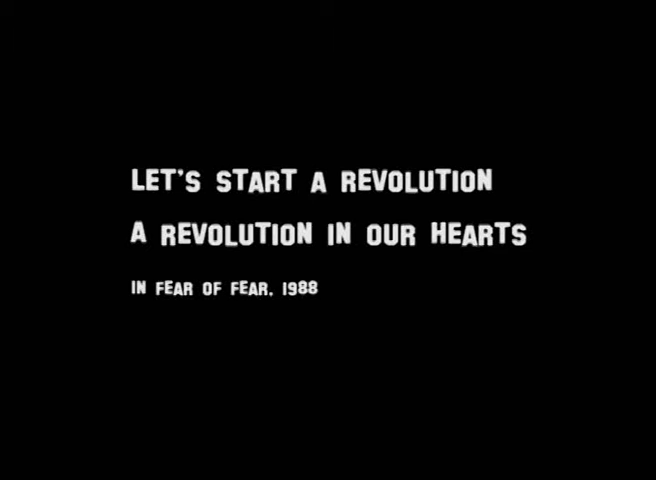 LET'S START A REVOLUTION
A REVOLUTION IN OUR HEARTS
IN FEAR OF FEAR, 1988